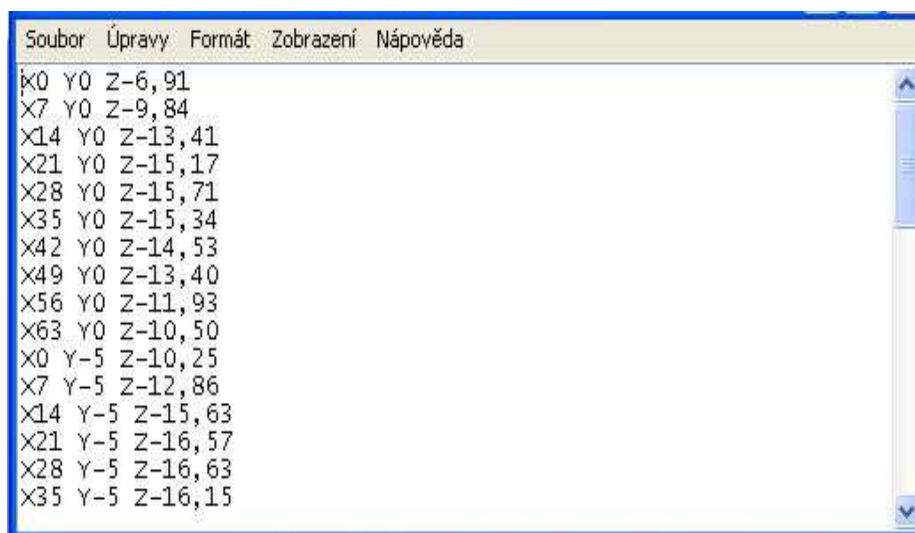 Soubor Úpravy Formát Zobrazení Nápověda
X0 Y0 Z-6,91
X7 Y0 Z-9,84
X14 Y0 Z-13,41
X21 Y0 Z-15,17
X28 Y0 Z-15,71
X35 Y0 Z-15,34
X42 Y0 Z-14,53
X49 Y0 Z-13,40
X56 Y0 Z-11,93
X63 Y0 Z-10,50
X0 Y-5 Z-10,25
X7 Y-5 Z-12,86
X14 Y-5 Z-15,63
X21 Y-5 Z-16,57
X28 Y-5 Z-16,63
X35 Y-5 Z-16,15